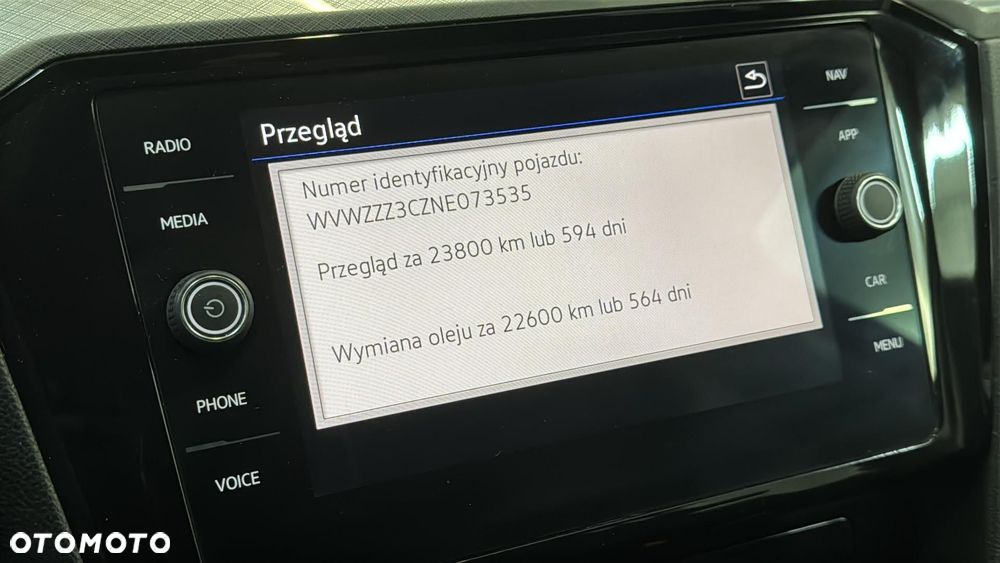 RADIO
MEDIA
PHONE
VOICE
Przegląd
Numer identyfikacyjny pojazdu:
WVWZZZ3CZNE073535
Przegląd za 23800 km lub 594 dni
Wymiana oleju za 22600 km lub 564 dni
NAV
APP
CAR
MENU
OTOMOTO